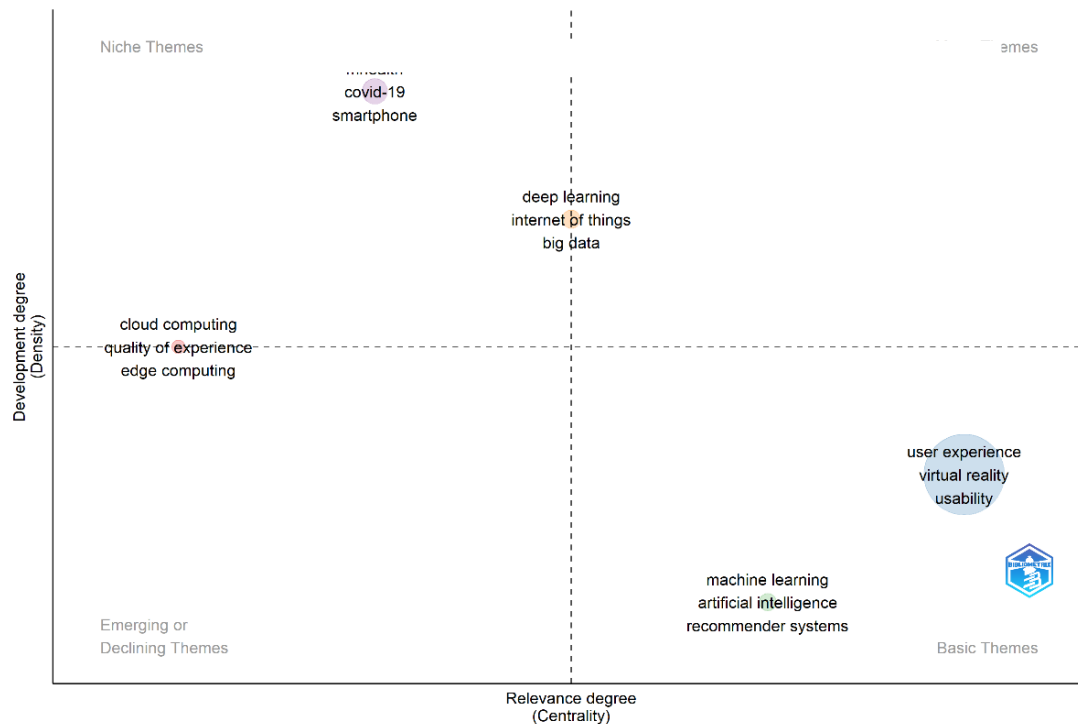 Niche Themes
emes
covid-19
smartphone
deep learning
internet of things
big data
cloud computing
quality of experience
edge computing
Development degree
(Density)
user experience
virtual reality
usability
machine learning
artificial intelligence
recommender systems
Emerging or
Declining Themes
Basic Themes
Relevance degree
(Centrality)